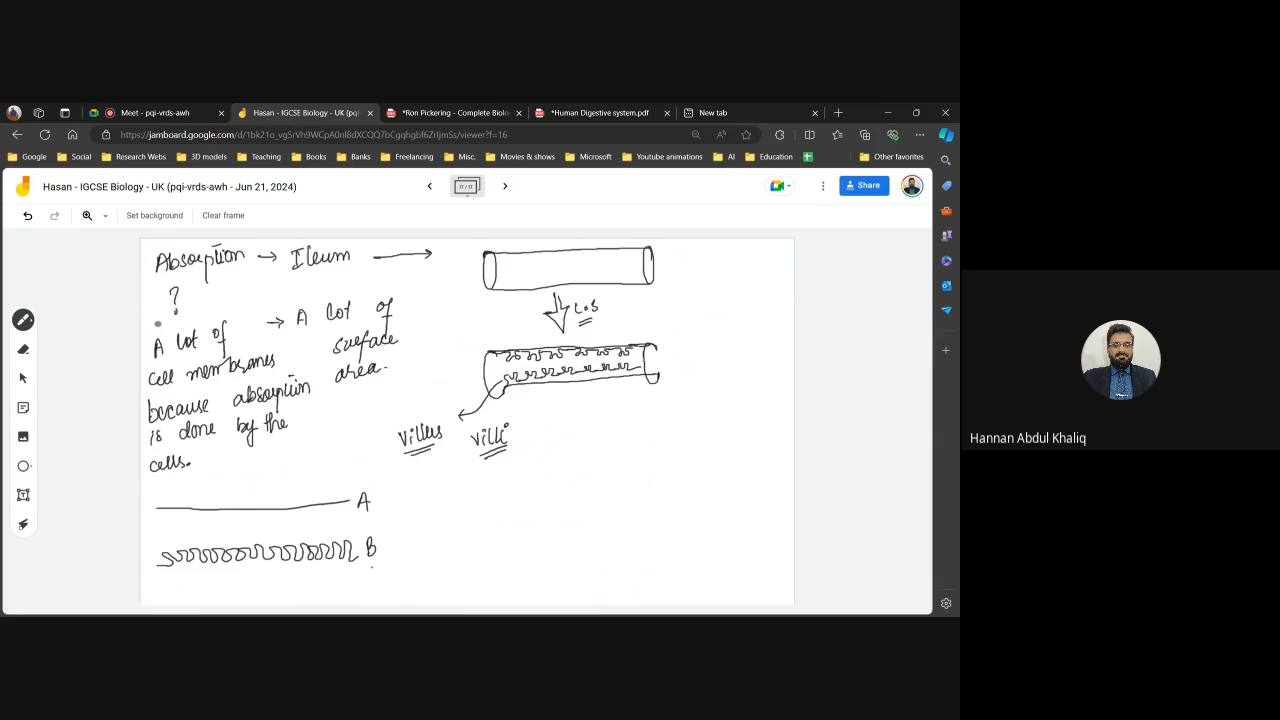 Meet - pqi-vrds-awh
Hasan - IGCSE Biology - UK (pqi
*Ron Pickering - Complete Biolo
*Human Digestive system.pdf
New tab
https://jamboard.google.com/d/1bk21o_vgSrVh9WCpA0nI8dXCQQ7bCgqhgbf6ZrIjmSs/viewer?f=16
Google
Social
Research Webs
3D models
Teaching
Books
Banks
Freelancing
Misc.
Movies & shows
Microsoft
Youtube animations
AI
Education
Other favorites
Hasan - IGCSE Biology - UK (pqi-vrds-awh - Jun 21, 2024)
17 / 17
Share
Set background
Clear frame
Absorption → Ileum →
?
A lot of → A lot of
cell membranes surface
because absorption area.
is done by the
cells.
LOS
Villus Villi
A
B
Hannan Abdul Khaliq